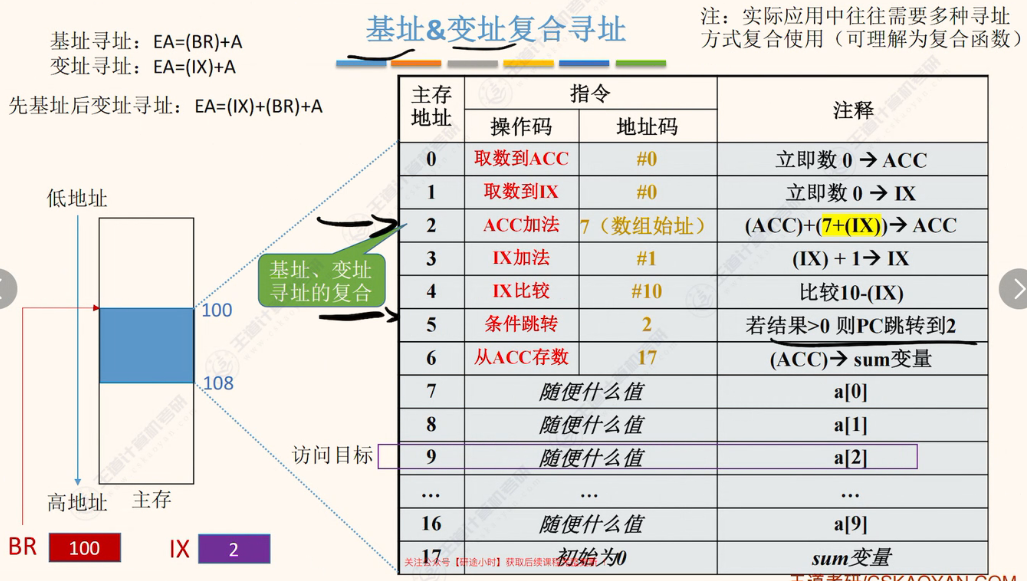 基址&变址复合寻址
注：实际应用中往往需要多种寻址
方式复合使用（可理解为复合函数）
基址寻址：EA=(BR)+A
变址寻址：EA=(IX)+A
先基址后变址寻址：EA=(IX)+(BR)+A
主存地址 指令 注释
操作码 地址码
0 取数到ACC #0 立即数 0 → ACC
1 取数到IX #0 立即数 0 → IX
2 ACC加法 7（数组始址） (ACC)+(7+(IX))→ ACC
3 IX加法 #1 (IX) + 1→ IX
4 IX比较 #10 比较10-(IX)
5 条件跳转 2 若结果>0 则PC跳转到2
6 从ACC存数 17 (ACC)→ sum变量
7 随便什么值 a[0]
8 随便什么值 a[1]
9 随便什么值 a[2]
... ... ...
16 随便什么值 a[9]
17 初始为0 sum变量
低地址
基址、变址
寻址的复合
100
108
访问目标
高地址
主存
BR 100
IX 2
关注公众号【研途小时】获取后续课程
王道考研/CSKAOYAN.COM
王道计算机考研